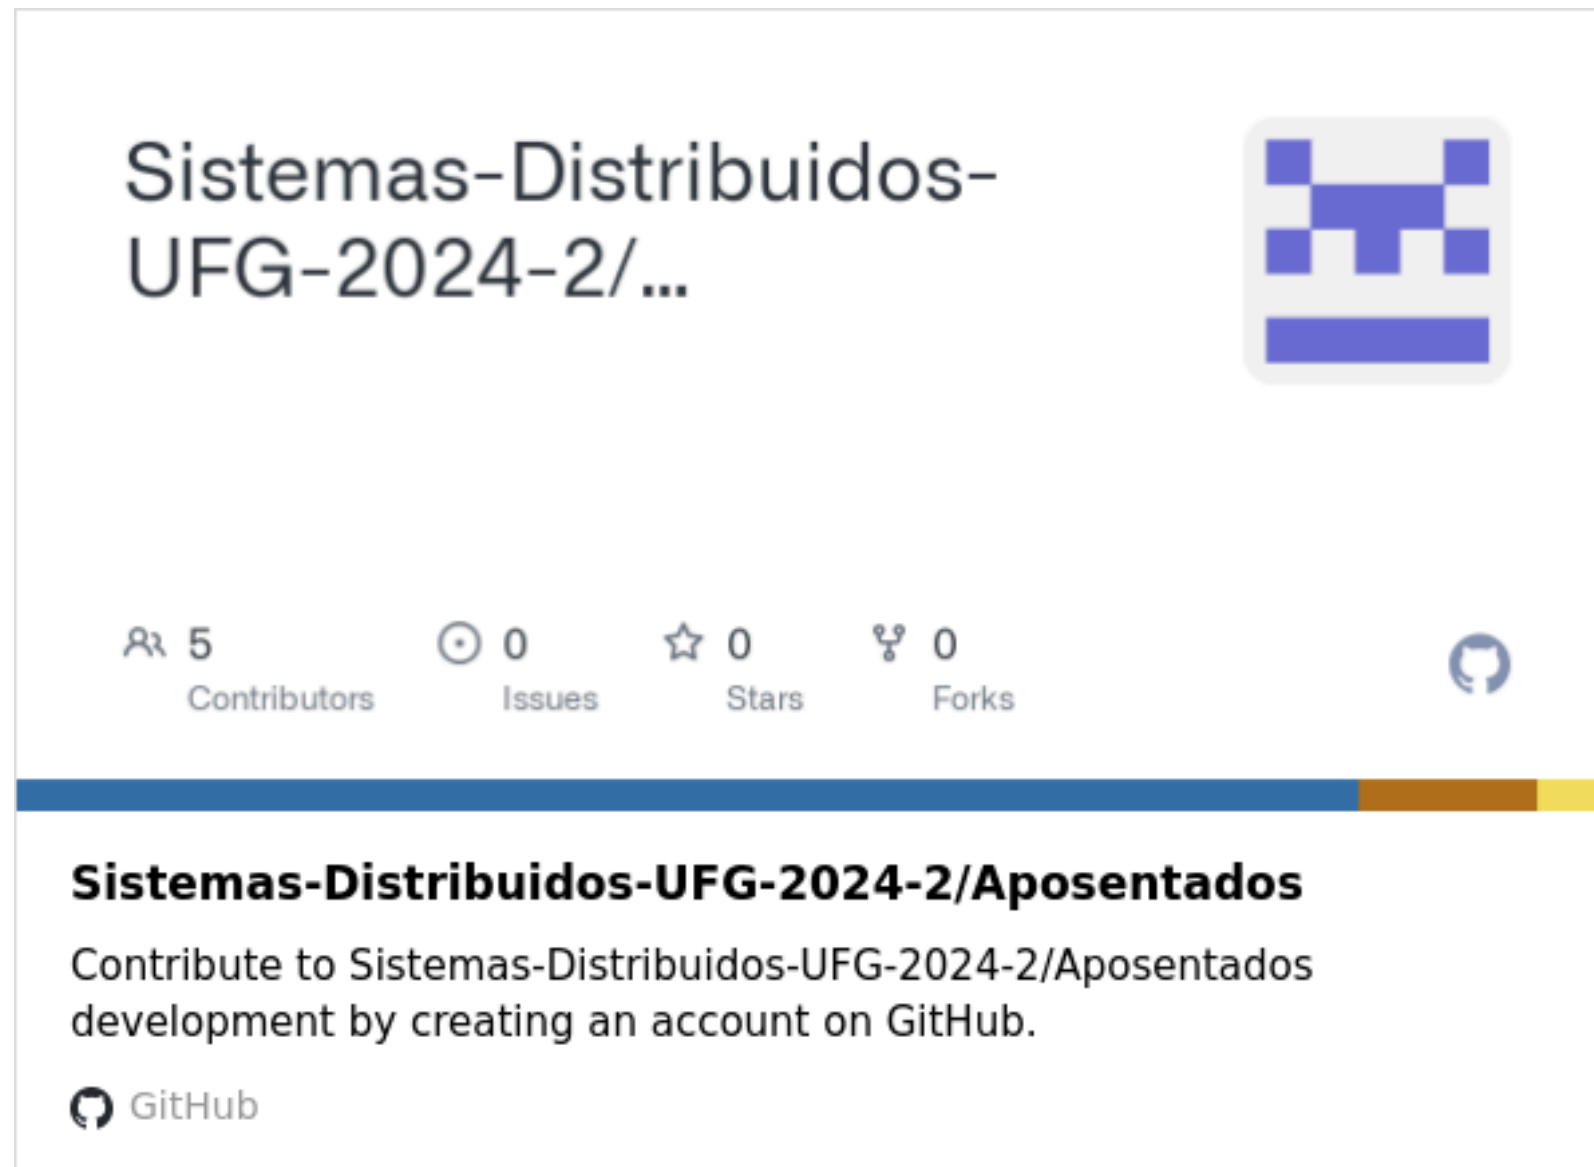 Sistemas-Distribuidos-
UFG-2024-2/...
5
Contributors
0
Issues
0
Stars
0
Forks
Sistemas-Distribuidos-UFG-2024-2/Aposentados
Contribute to Sistemas-Distribuidos-UFG-2024-2/Aposentados
development by creating an account on GitHub.
GitHub